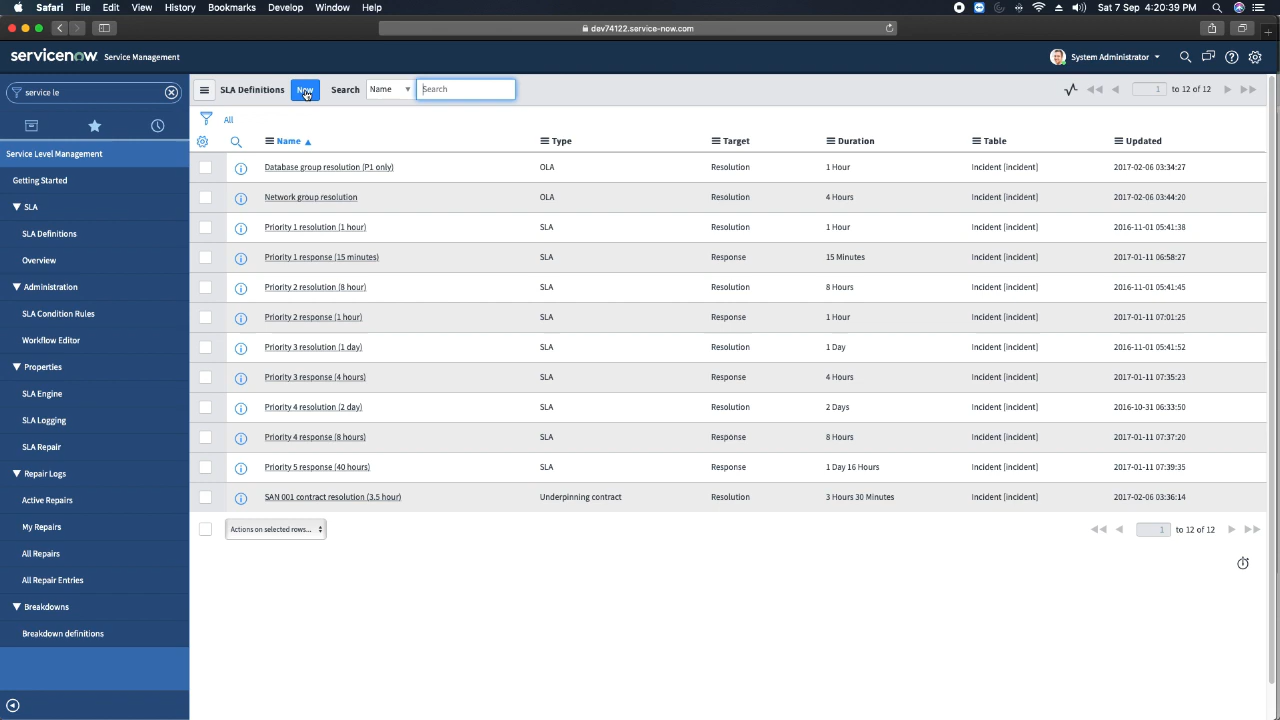 Safari File Edit View History Bookmarks Develop Window Help Sat 7 Sep 4:20:39 PM
dev74122.service-now.com
servicenow Service Management System Administrator
service le
SLA Definitions New Search Name Search 1 to 12 of 12
All
Name Type Target Duration Table Updated
Database group resolution (P1 only) OLA Resolution 1 Hour Incident [incident] 2017-02-06 03:34:27
Network group resolution OLA Resolution 4 Hours Incident [incident] 2017-02-06 03:44:20
Priority 1 resolution (1 hour) SLA Resolution 1 Hour Incident [incident] 2016-11-01 05:41:38
Priority 1 response (15 minutes) SLA Response 15 Minutes Incident [incident] 2017-01-11 06:58:27
Priority 2 resolution (8 hour) SLA Resolution 8 Hours Incident [incident] 2016-11-01 05:41:45
Priority 2 response (1 hour) SLA Response 1 Hour Incident [incident] 2017-01-11 07:01:25
Priority 3 resolution (1 day) SLA Resolution 1 Day Incident [incident] 2016-11-01 05:41:52
Priority 3 response (4 hours) SLA Response 4 Hours Incident [incident] 2017-01-11 07:35:23
Priority 4 resolution (2 day) SLA Resolution 2 Days Incident [incident] 2016-10-31 06:33:50
Priority 4 response (8 hours) SLA Response 8 Hours Incident [incident] 2017-01-11 07:37:20
Priority 5 response (40 hours) SLA Response 1 Day 16 Hours Incident [incident] 2017-01-11 07:39:35
SAN 001 contract resolution (3.5 hour) Underpinning contract Resolution 3 Hours 30 Minutes Incident [incident] 2017-02-06 03:36:14
Actions on selected rows... 1 to 12 of 12
Service Level Management
Getting Started
SLA
SLA Definitions
Overview
Administration
SLA Condition Rules
Workflow Editor
Properties
SLA Engine
SLA Logging
SLA Repair
Repair Logs
Active Repairs
My Repairs
All Repairs
All Repair Entries
Breakdowns
Breakdown definitions